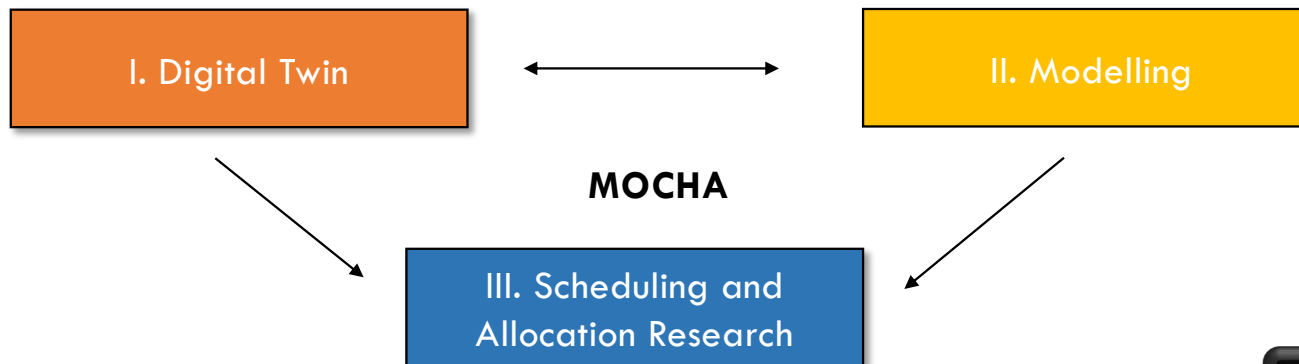 I. Digital Twin
II. Modelling
MOCHA
III. Scheduling and
Allocation Research